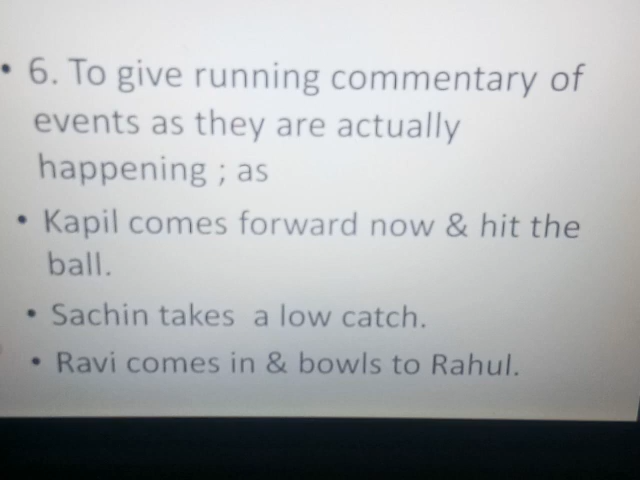 • 6. To give running commentary of
events as they are actually
happening ; as
• Kapil comes forward now & hit the
ball.
• Sachin takes a low catch.
• Ravi comes in & bowls to Rahul.